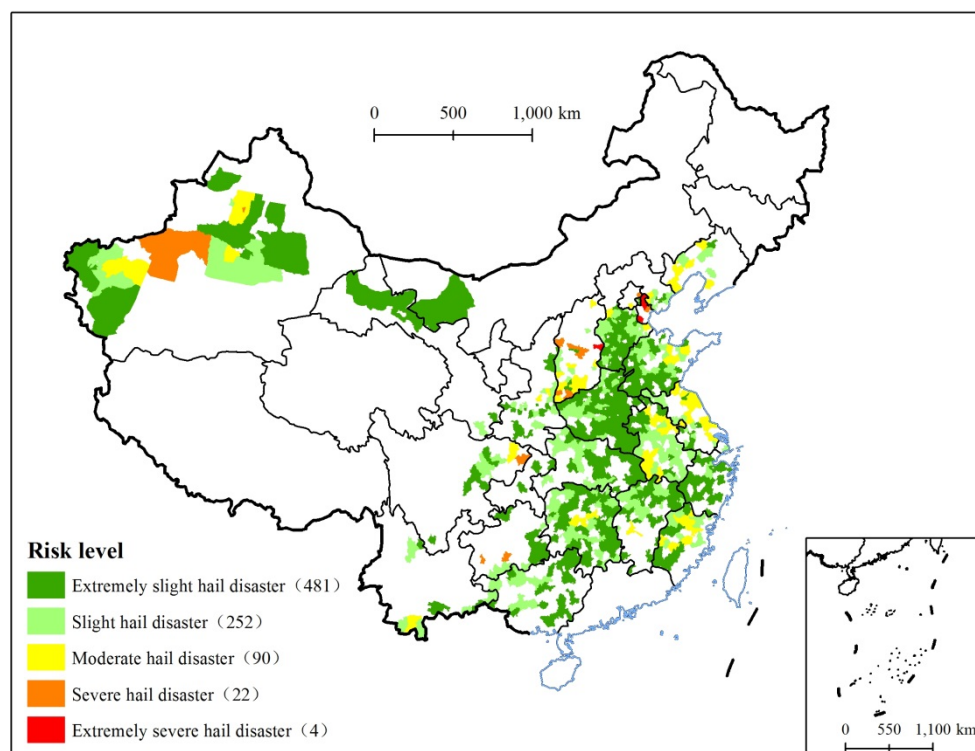 0 500 1,000 km
Risk level
Extremely slight hail disaster（481）
Slight hail disaster（252）
Moderate hail disaster（90）
Severe hail disaster（22）
Extremely severe hail disaster（4）
0 550 1,100 km